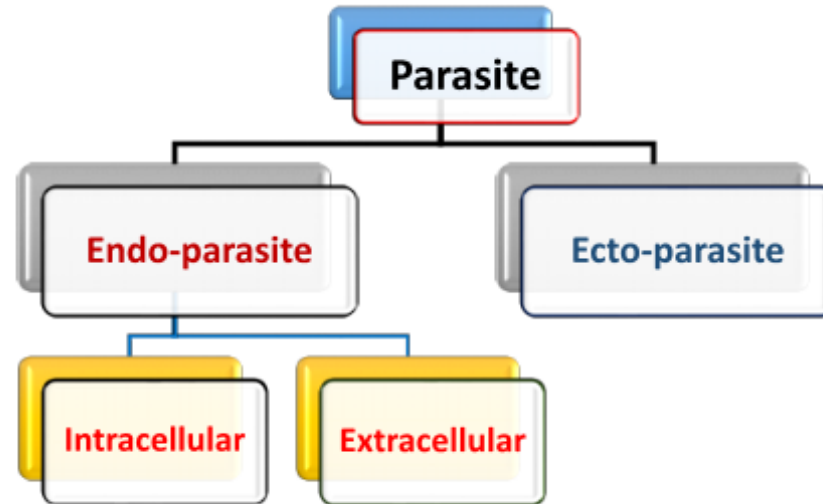 Parasite
Endo-parasite
Ecto-parasite
Intracellular
Extracellular